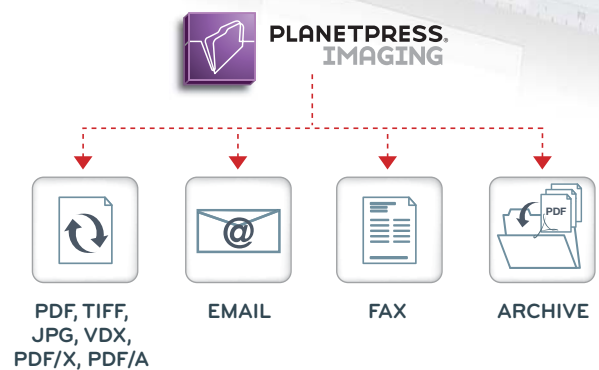 PLANETPRESS.
IMAGING
@
PDF
PDF, TIFF,
JPG, VDX,
PDF/X, PDF/A
EMAIL
FAX
ARCHIVE